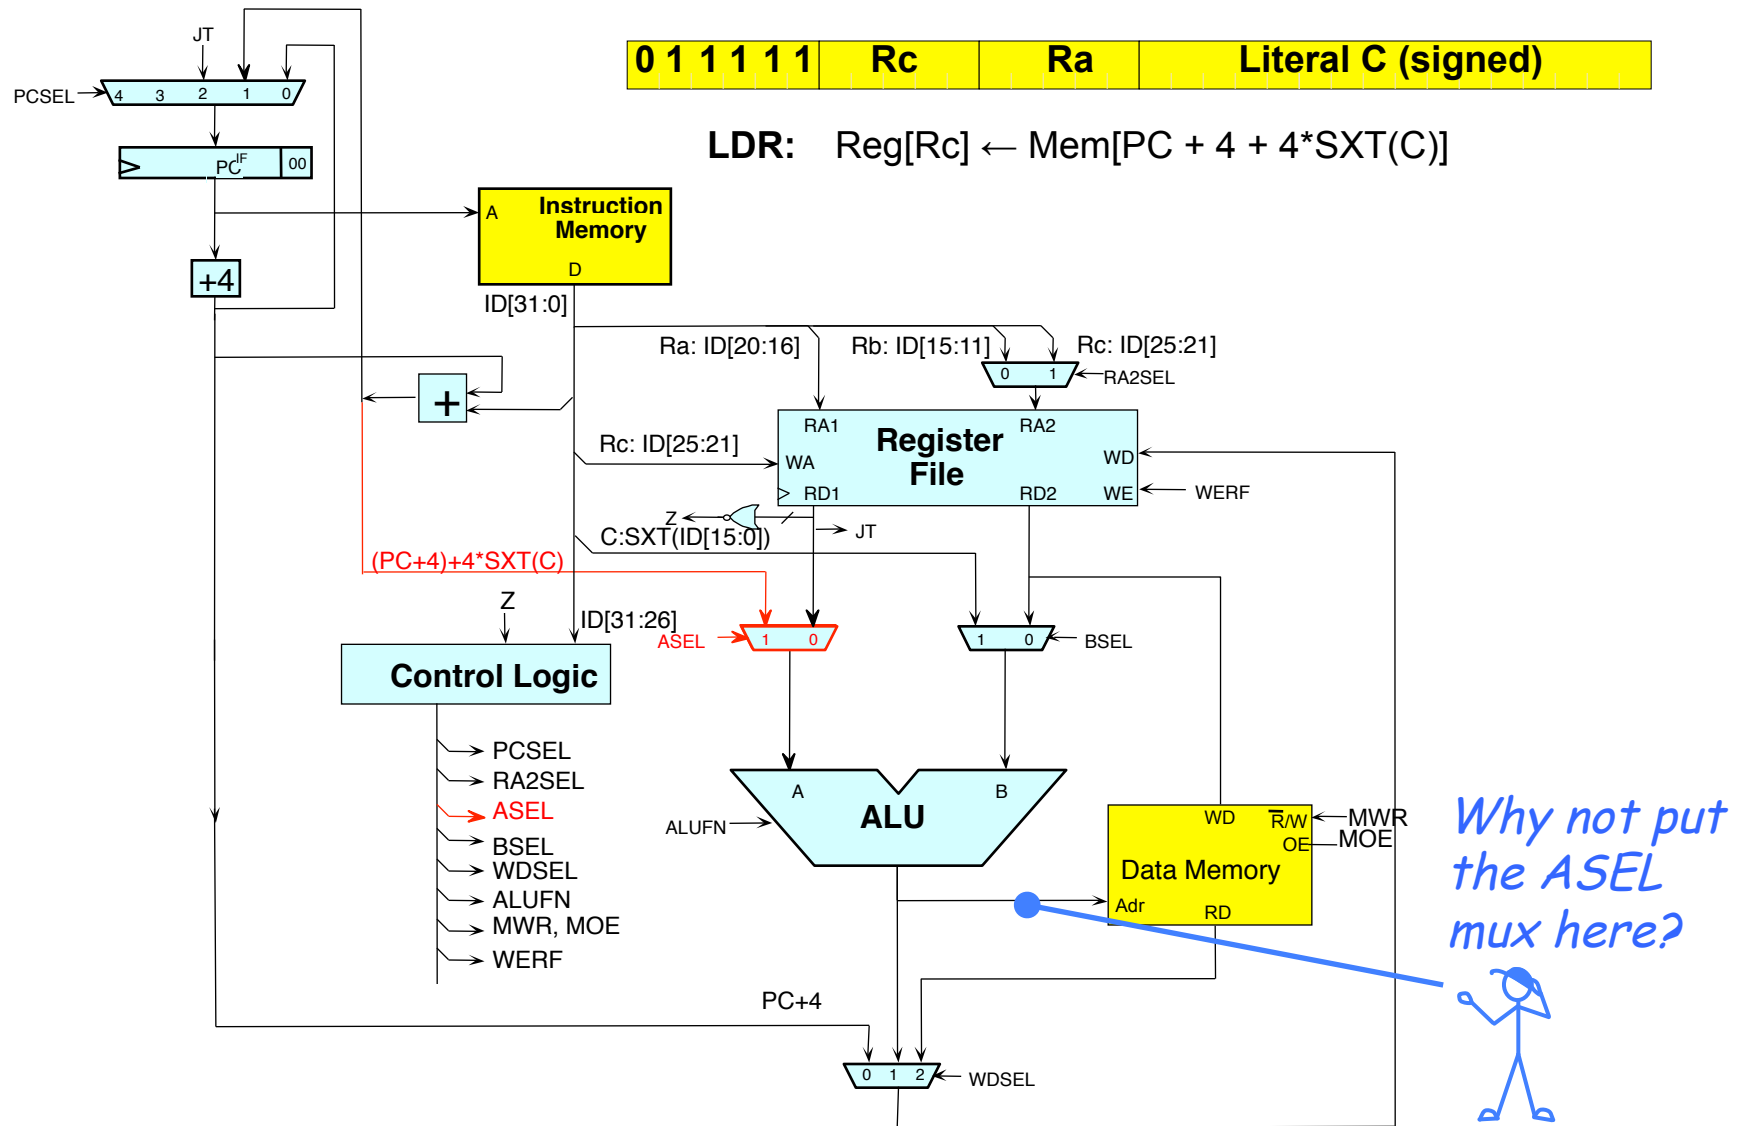 0 1 1 1 1 1 Rc Ra Literal C (signed)
LDR: Reg[Rc] ← Mem[PC + 4 + 4*SXT(C)]
JT
PCSEL
4 3 2 1 0
PC IF 00
+4
A Instruction
Memory
D
ID[31:0]
Ra: ID[20:16] Rb: ID[15:11] Rc: ID[25:21]
0 1
RA2SEL
+
RA1 RA2
Register
File
Rc: ID[25:21]
WA WD
RD1 RD2 WE
WERF
Z
JT
C:SXT(ID[15:0])
(PC+4)+4*SXT(C)
Z
ID[31:26]
ASEL
1 0
1 0
BSEL
Control Logic
PCSEL
RA2SEL
ASEL
BSEL
WDSEL
ALUFN
MWR, MOE
WERF
A B
ALU
ALUFN
WD R/W
MWR
OE
MOE
Data Memory
Adr
RD
Why not put
the ASEL
mux here?
PC+4
0 1 2
WDSEL